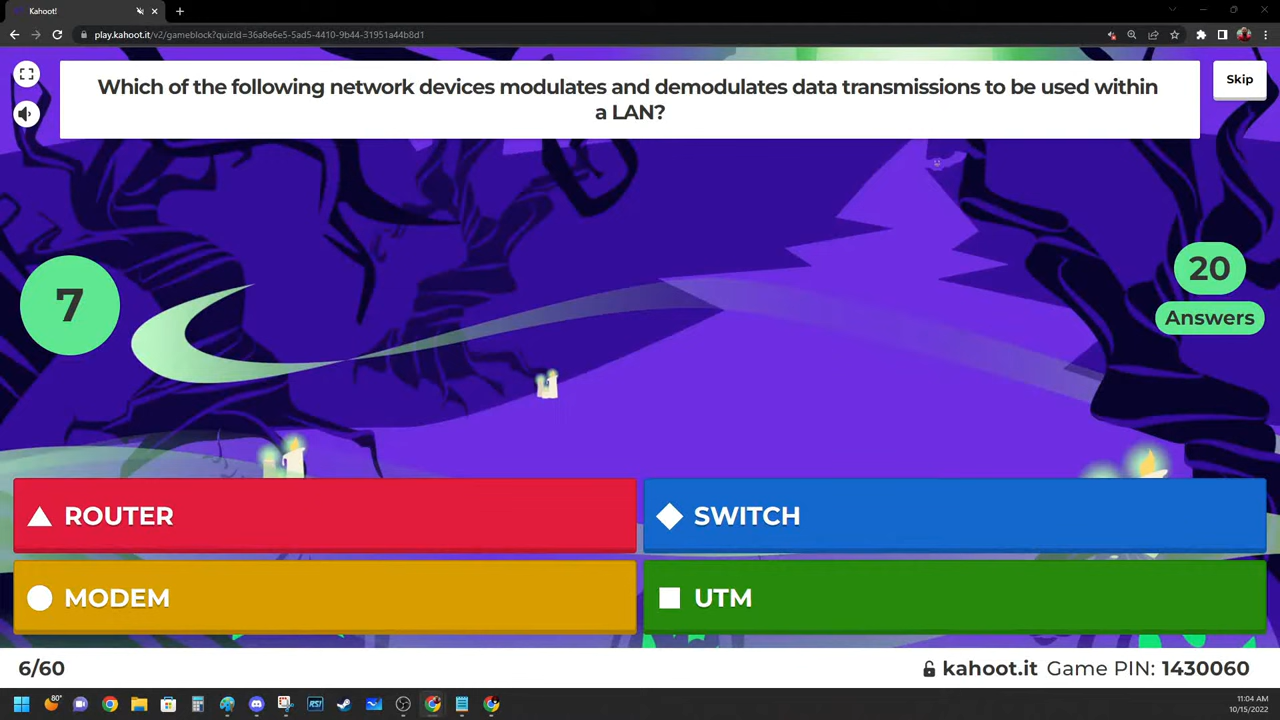 Kahoot!
play.kahoot.it/v2/gameblock?quizId=36a8e6e5-5ad5-4410-9b44-31951a44b8d1
Which of the following network devices modulates and demodulates data transmissions to be used within
a LAN?
Skip
7
20
Answers
ROUTER
SWITCH
MODEM
UTM
6/60
kahoot.it Game PIN: 1430060
80°
RSI
11:04 AM
10/15/2022